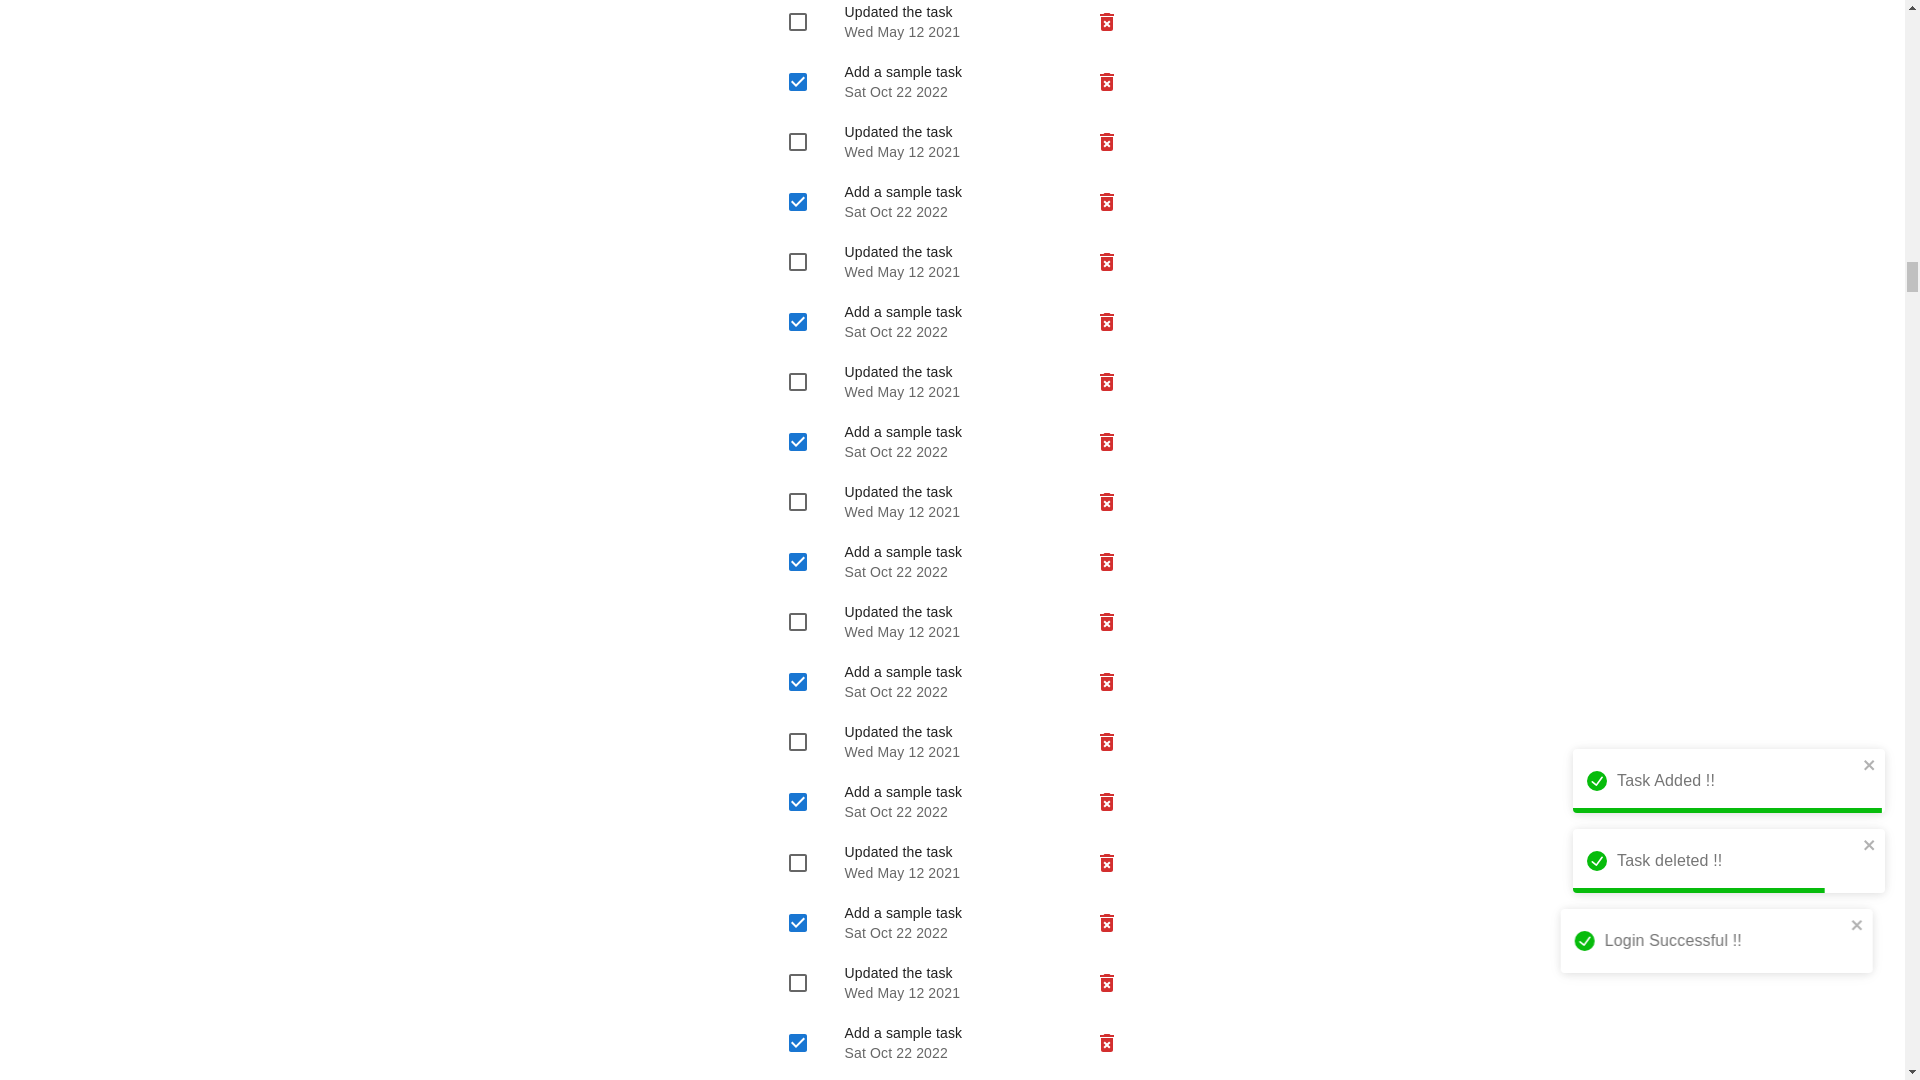 Updated the task
Wed May 12 2021
Add a sample task
Sat Oct 22 2022
Updated the task
Wed May 12 2021
Add a sample task
Sat Oct 22 2022
Updated the task
Wed May 12 2021
Add a sample task
Sat Oct 22 2022
Updated the task
Wed May 12 2021
Add a sample task
Sat Oct 22 2022
Updated the task
Wed May 12 2021
Add a sample task
Sat Oct 22 2022
Updated the task
Wed May 12 2021
Add a sample task
Sat Oct 22 2022
Updated the task
Wed May 12 2021
Add a sample task
Sat Oct 22 2022
Updated the task
Wed May 12 2021
Add a sample task
Sat Oct 22 2022
Updated the task
Wed May 12 2021
Add a sample task
Sat Oct 22 2022
Task Added !!
Task deleted !!
Login Successful !!